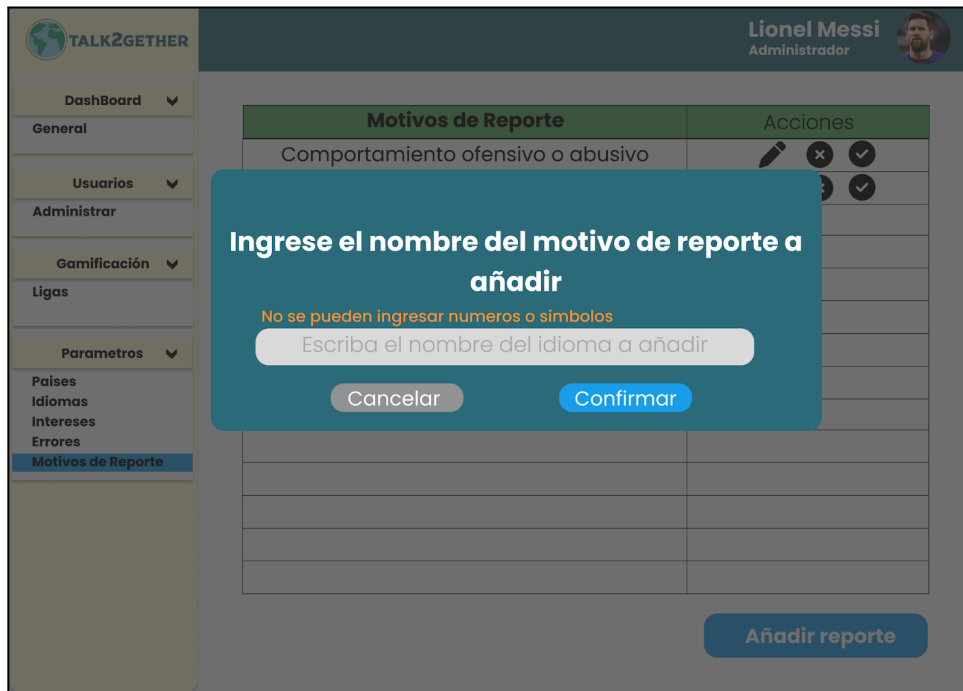 TALK2GETHER
Lionel Messi
Administrador
DashBoard
General
Usuarios
Administrar
Gamificación
Ligas
Parametros
Paises
Idiomas
Intereses
Errores
Motivos de Reporte
Motivos de Reporte Acciones
Comportamiento ofensivo o abusivo
Ingrese el nombre del motivo de reporte a
añadir
No se pueden ingresar numeros o simbolos
Escriba el nombre del idioma a añadir
Cancelar Confirmar
Añadir reporte